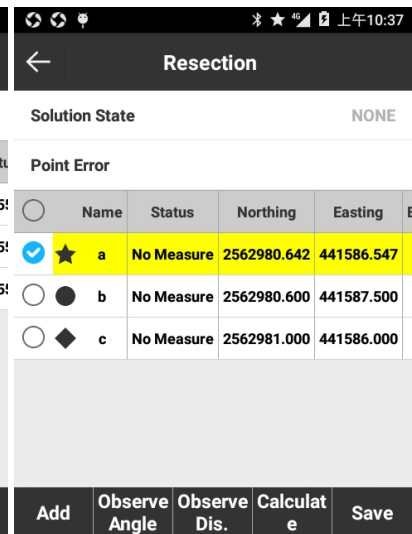 46 上午10:37
Resection
Solution State NONE
Point Error
Name Status Northing Easting
a No Measure 2562980.642 441586.547
b No Measure 2562980.600 441587.500
c No Measure 2562981.000 441586.000
Add Observe Angle Observe Dis. Calculate Save